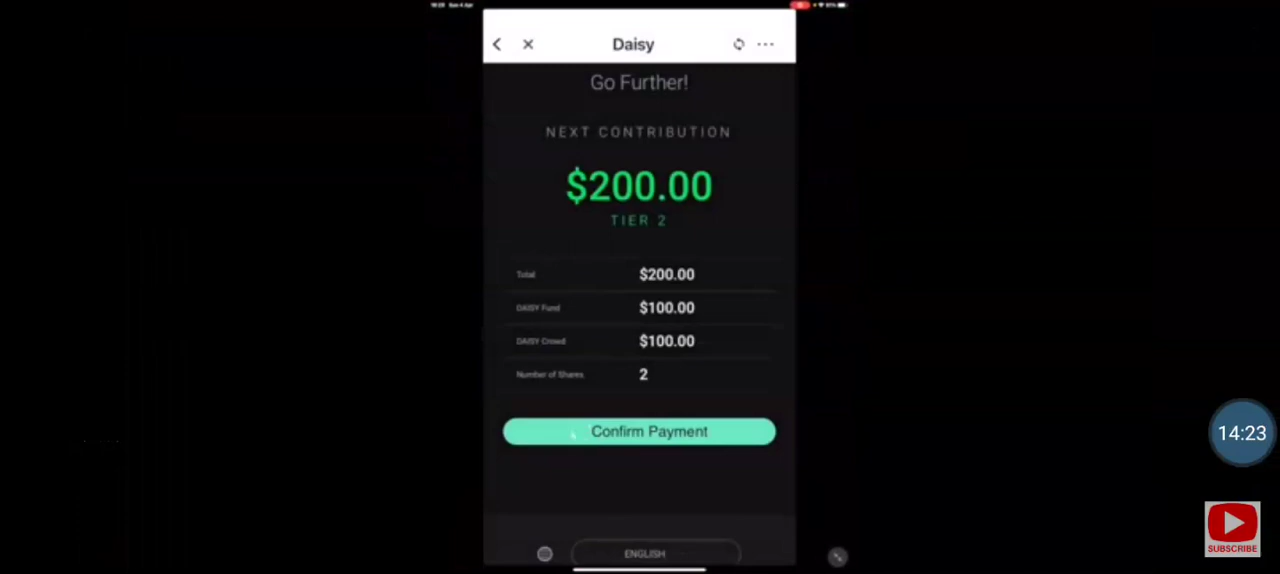 Daisy
Go Further!
NEXT CONTRIBUTION
$200.00
TIER 2
Total $200.00
DAISY Fund $100.00
DAISY Crowd $100.00
Number of Shares 2
Confirm Payment
14:23
SUBSCRIBE
ENGLISH